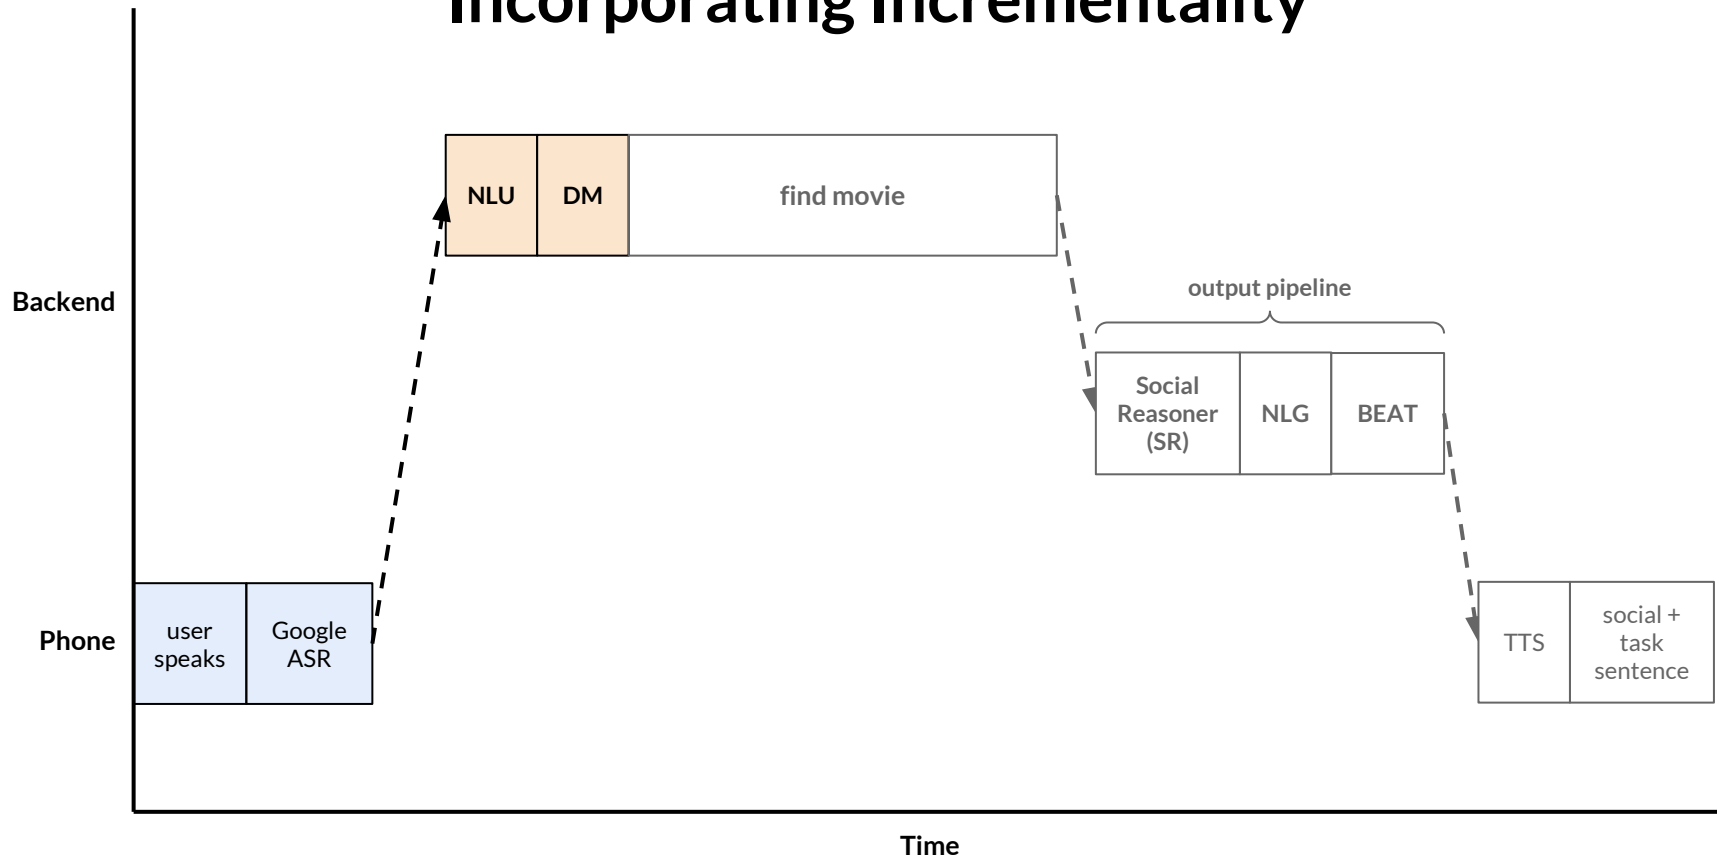 Incorporating Incrementality
NLU
DM
find movie
Backend
output pipeline
Social
Reasoner
(SR)
NLG
BEAT
Phone
user
speaks
Google
ASR
TTS
social +
task
sentence
Time